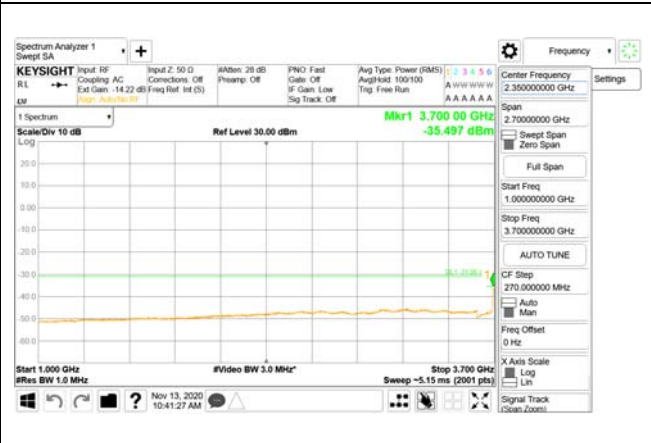 Spectrum Analyzer 1
Swept SA
Frequency
KEYSIGHT
RL
Input: RF
Coupling: AC
Ext Gain: -14.22 dB
Align: Auto/No RF
Input Z: 50 Ω
Corrections: Off
Freq Ref: Int (S)
#Atten: 28 dB
Preamp: Off
PNO: Fast
Gate: Off
IF Gain: Low
Sig Track: Off
Avg Type: Power (RMS)
Avg|Hold: 100/100
Trig: Free Run
1 2 3 4 5 6
A W W W W W
A A A A A A
1 Spectrum
Scale/Div 10 dB
Log
Ref Level 30.00 dBm
Mkr1 3.700 00 GHz
-35.497 dBm
20.0
10.0
0.00
-10.0
-20.0
-30.0
-40.0
-50.0
-60.0
1
Start 1.000 GHz
#Res BW 1.0 MHz
#Video BW 3.0 MHz*
Stop 3.700 GHz
Sweep ~5.15 ms (2001 pts)
Nov 13, 2020
10:41:27 AM
Center Frequency
2.350000000 GHz
Settings
Span
2.70000000 GHz
Swept Span
Zero Span
Full Span
Start Freq
1.000000000 GHz
Stop Freq
3.700000000 GHz
AUTO TUNE
CF Step
270.000000 MHz
Auto
Man
Freq Offset
0 Hz
X Axis Scale
Log
Lin
Signal Track
(Span Zoom)